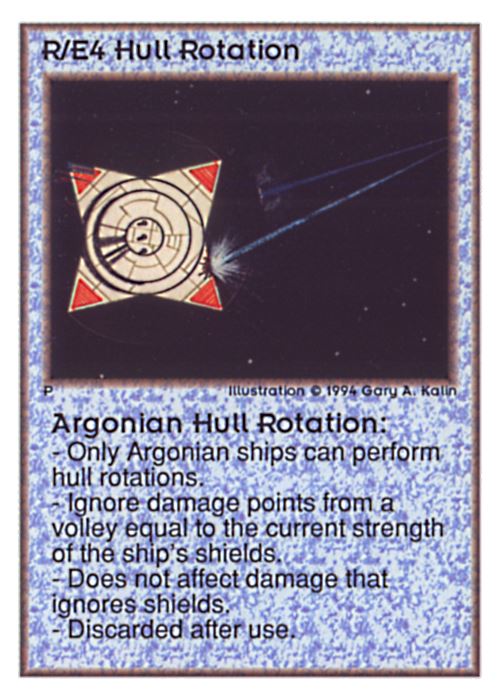 R/E4 Hull Rotation
P
Illustration © 1994 Gary A. Kalin
Argonian Hull Rotation:
- Only Argonian ships can perform
hull rotations.
- Ignore damage points from a
volley equal to the current strength
of the ship's shields.
- Does not affect damage that
ignores shields.
- Discarded after use.